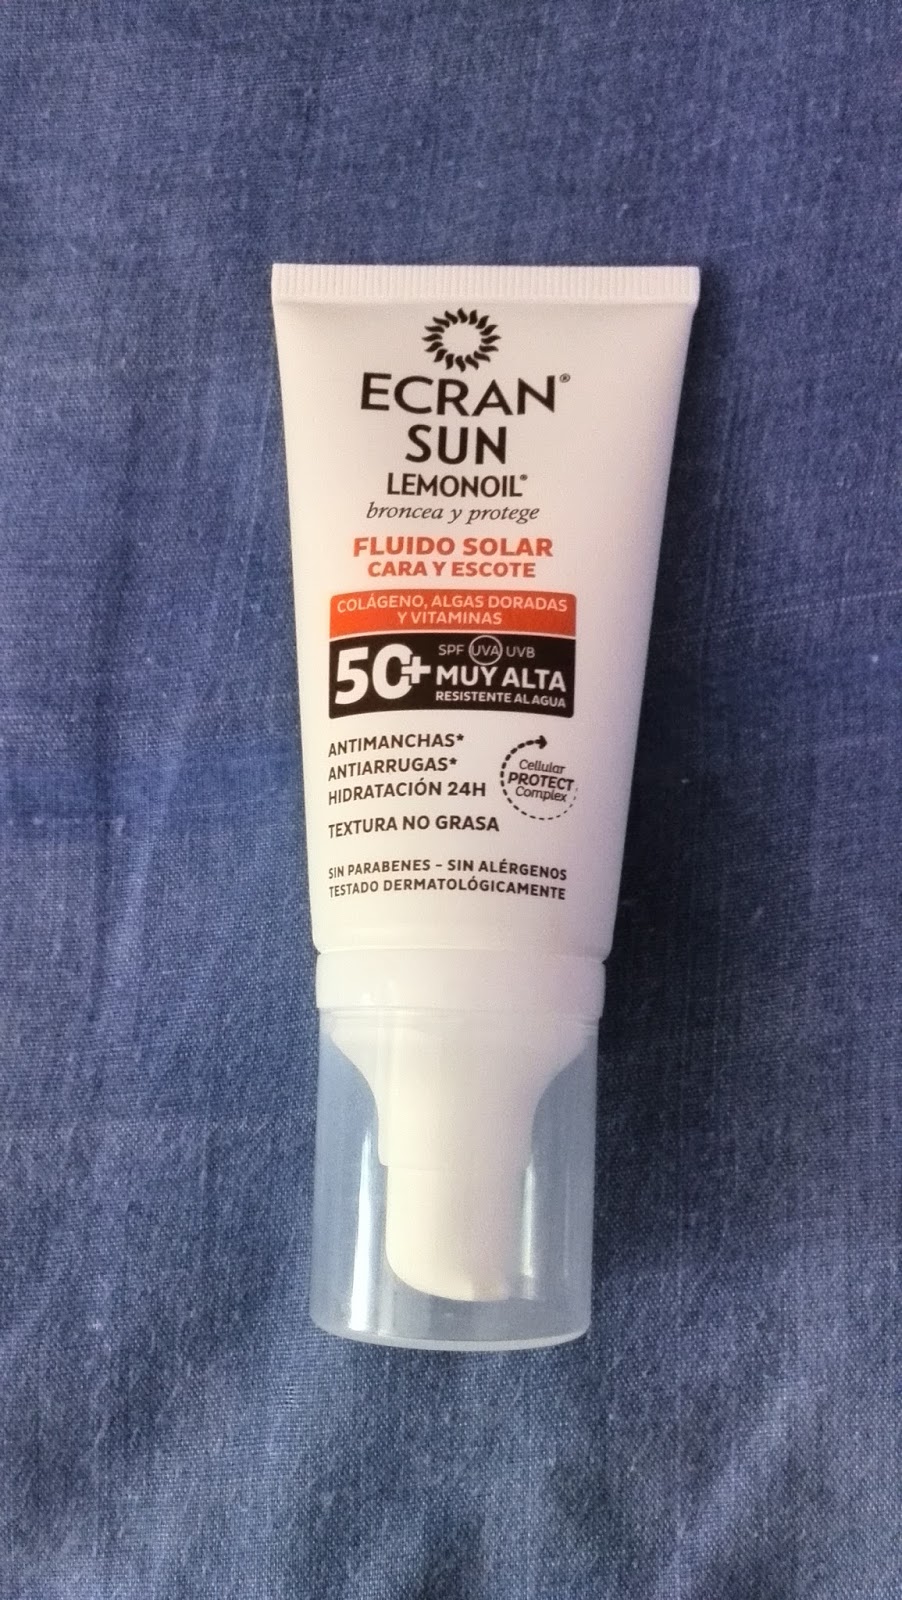 ECRAN®
SUN
LEMONOIL®
broncea y protege
FLUIDO SOLAR
CARA Y ESCOTE
COLÁGENO, ALGAS DORADAS
Y VITAMINAS
50+ SPF UVA UVB
MUY ALTA
RESISTENTE AL AGUA
ANTIMANCHAS*
ANTIARRUGAS*
HIDRATACIÓN 24H
Cellular
PROTECT
Complex
TEXTURA NO GRASA
SIN PARABENES - SIN ALÉRGENOS
TESTADO DERMATOLÓGICAMENTE